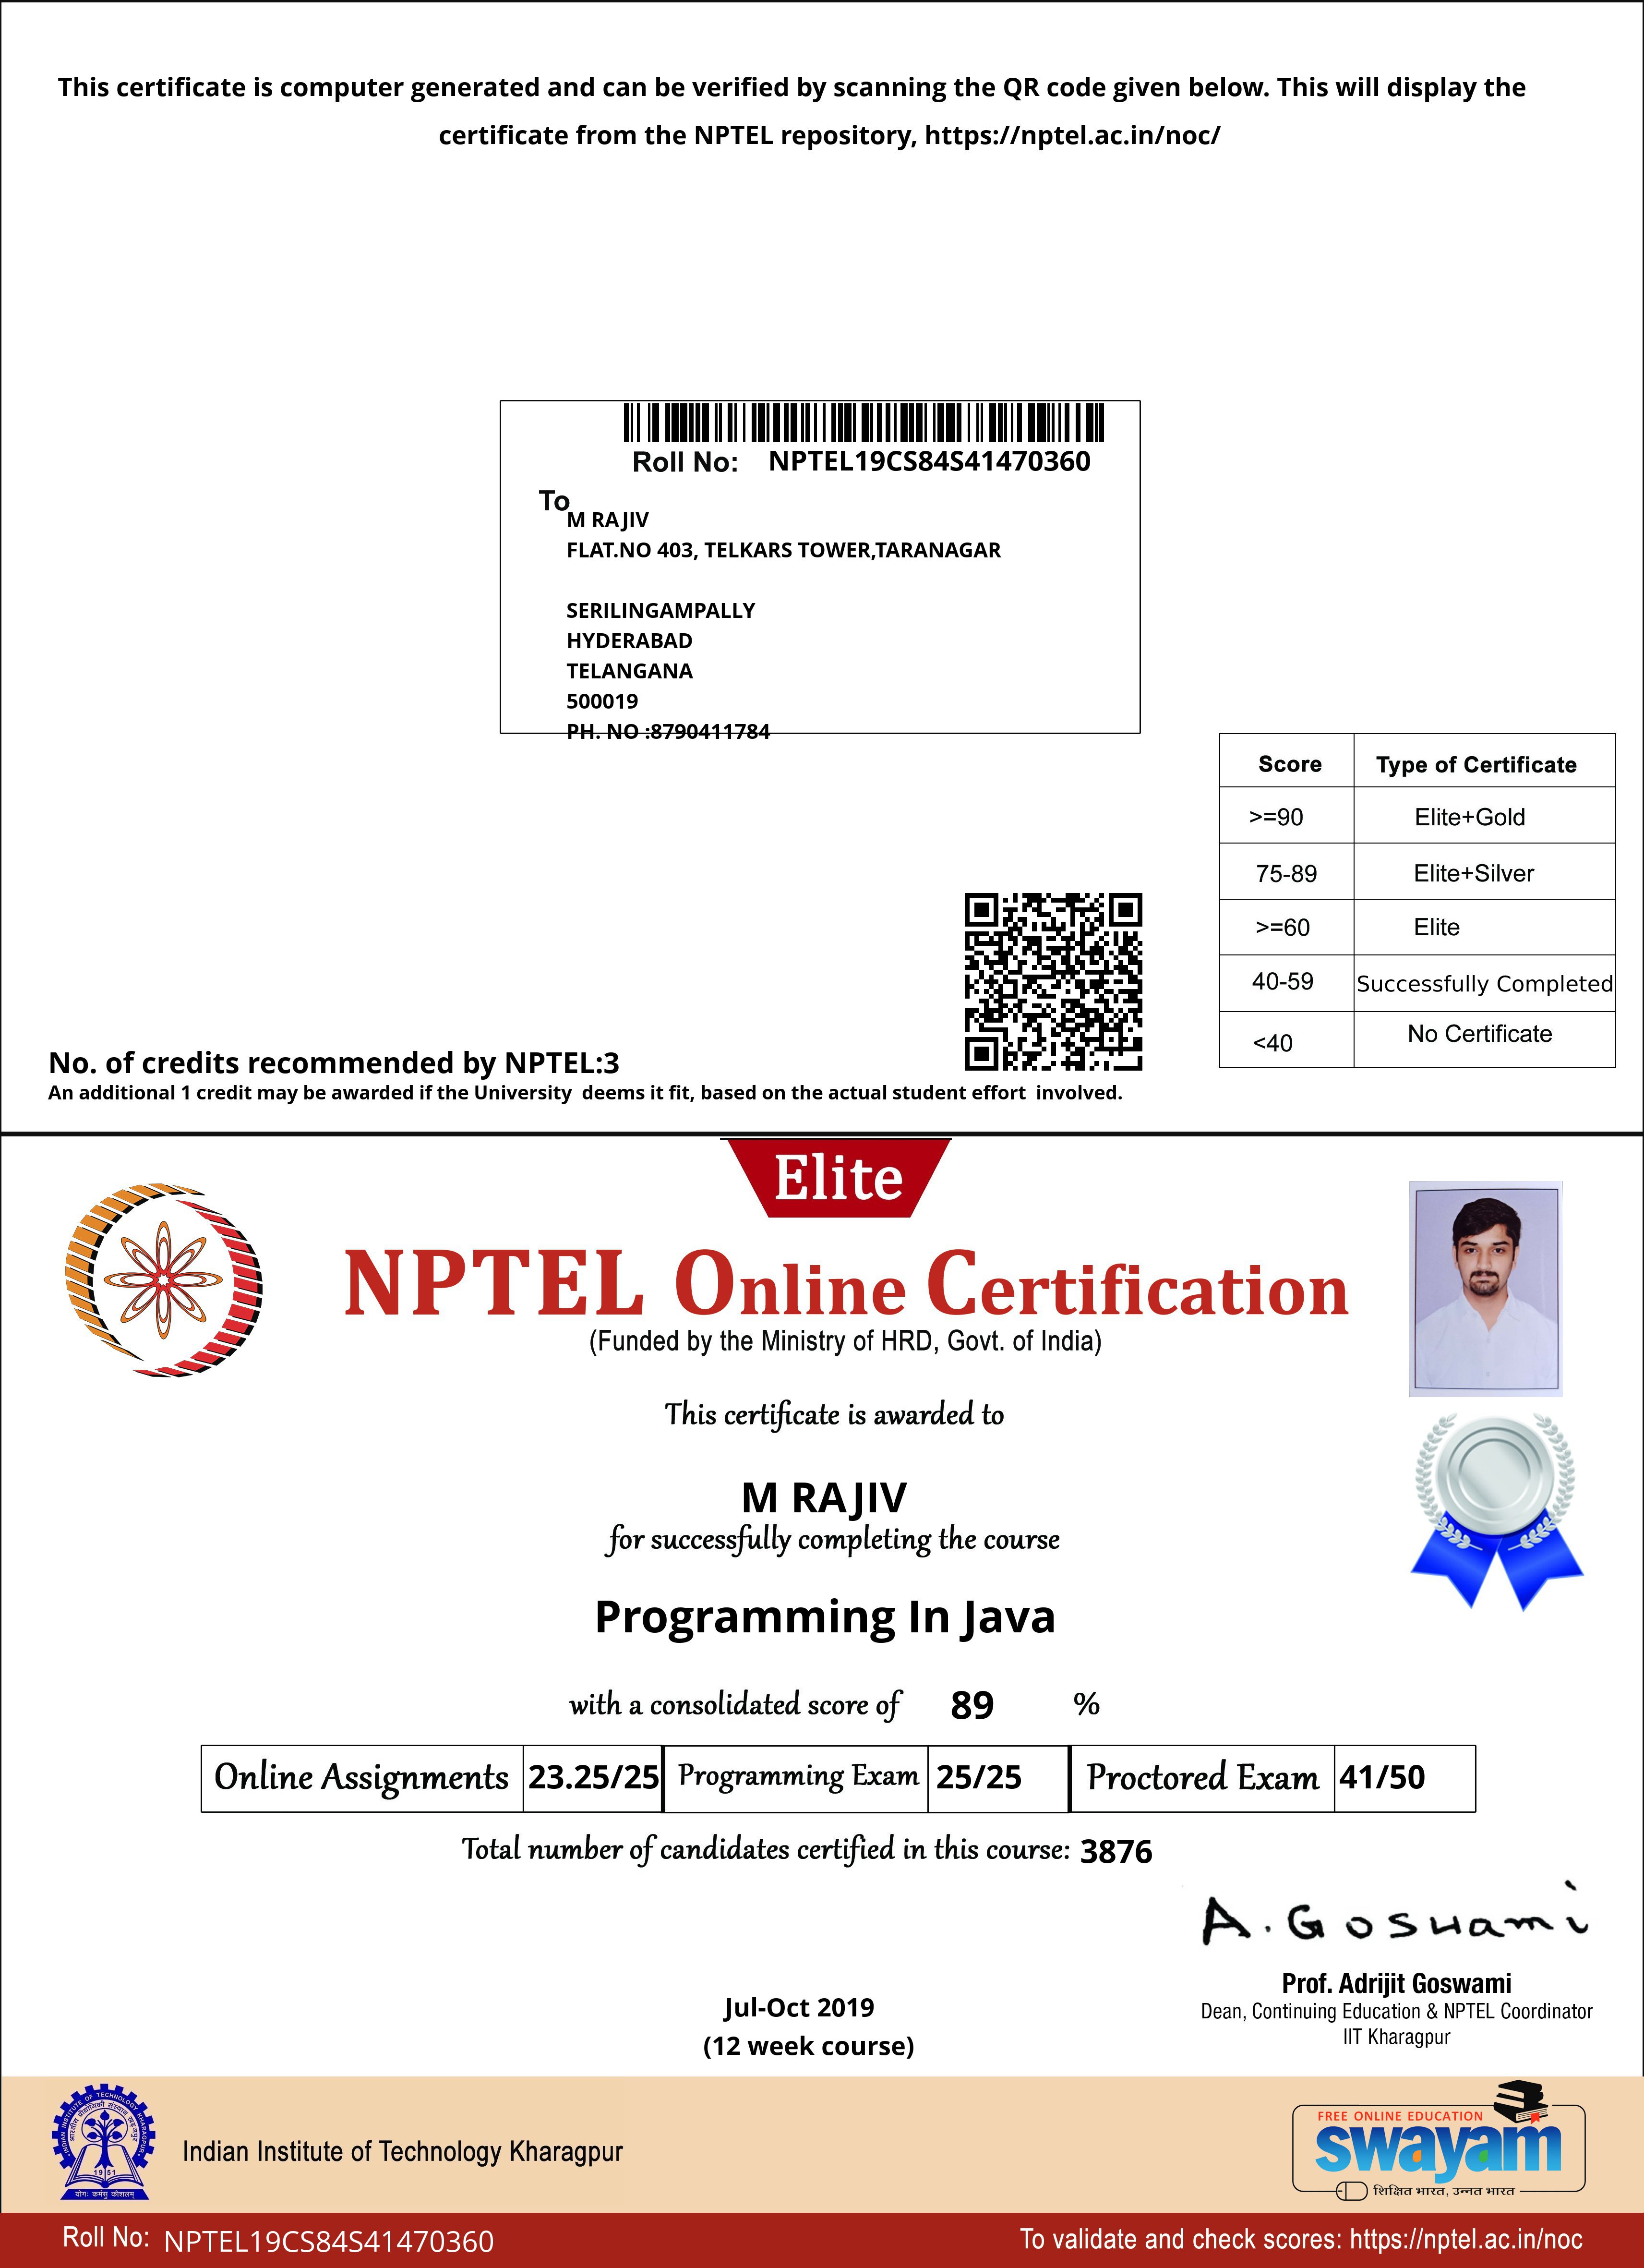 This certificate is computer generated and can be verified by scanning the QR code given below. This will display the
certificate from the NPTEL repository, https://nptel.ac.in/noc/
Roll No: NPTEL19CS84S41470360
To
M RAJIV
FLAT.NO 403, TELKARS TOWER,TARANAGAR
SERILINGAMPALLY
HYDERABAD
TELANGANA
500019
PH. NO :8790411784
Score Type of Certificate
>=90 Elite+Gold
75-89 Elite+Silver
>=60 Elite
40-59 Successfully Completed
<40 No Certificate
No. of credits recommended by NPTEL:3
An additional 1 credit may be awarded if the University deems it fit, based on the actual student effort involved.
Elite
NPTEL Online Certification
(Funded by the Ministry of HRD, Govt. of India)
This certificate is awarded to
M RAJIV
for successfully completing the course
Programming In Java
with a consolidated score of 89 %
Online Assignments 23.25/25 Programming Exam 25/25 Proctored Exam 41/50
Total number of candidates certified in this course: 3876
A. Goswami
Prof. Adrijit Goswami
Dean, Continuing Education & NPTEL Coordinator
IIT Kharagpur
Jul-Oct 2019
(12 week course)
INDIAN INSTITUTE OF TECHNOLOGY KHARAGPUR
भारतीय प्रौद्योगिकी संस्थान खड़गपुर
1951
योगः कर्मसु कौशलम्
Indian Institute of Technology Kharagpur
FREE ONLINE EDUCATION
swayam
शिक्षित भारत, उन्नत भारत
Roll No: NPTEL19CS84S41470360
To validate and check scores: https://nptel.ac.in/noc